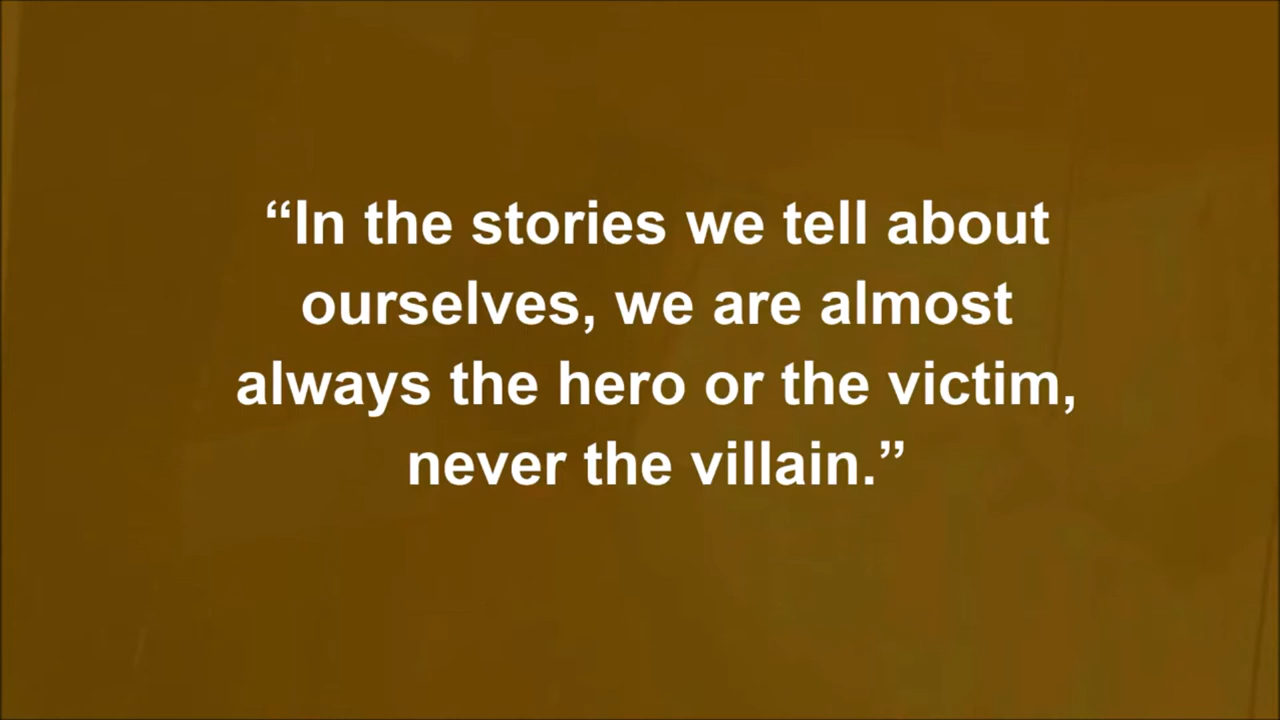 “In the stories we tell about
ourselves, we are almost
always the hero or the victim,
never the villain.”